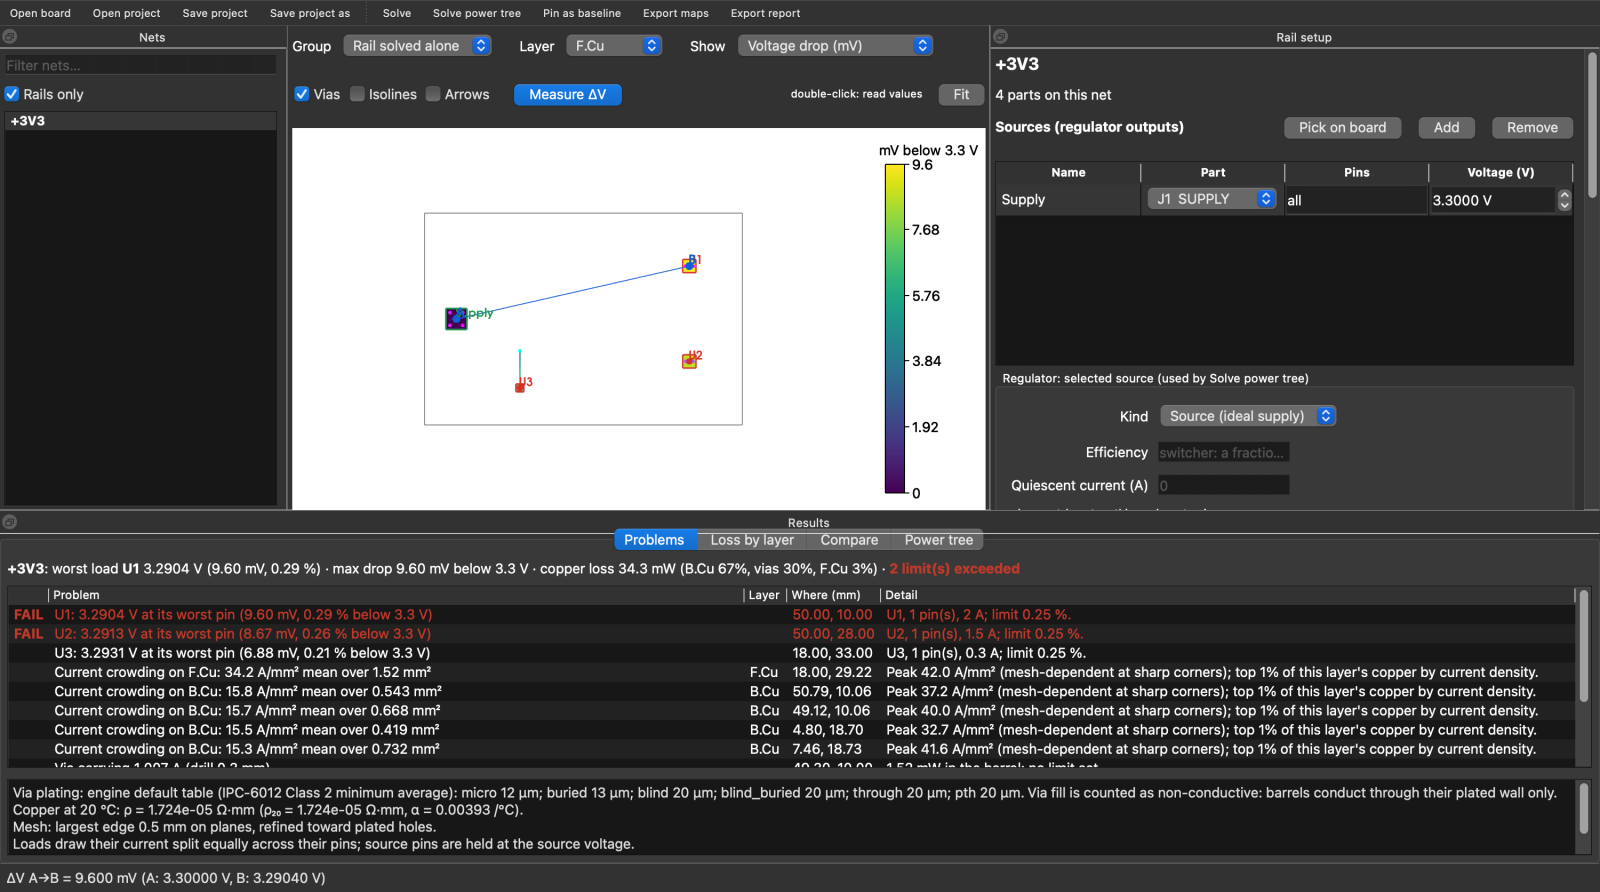 Open board Open project Save project Save project as Solve Solve power tree Pin as baseline Export maps Export report
Nets
Filter nets...
Rails only
+3V3
Group Rail solved alone Layer F.Cu Show Voltage drop (mV)
Vias Isolines Arrows Measure ΔV double-click: read values Fit
mV below 3.3 V
9.6
7.68
5.76
3.84
1.92
0
U2
U3
Rail setup
+3V3
4 parts on this net
Sources (regulator outputs) Pick on board Add Remove
Name Part Pins Voltage (V)
Supply J1 SUPPLY all 3.3000 V
Regulator: selected source (used by Solve power tree)
Kind Source (ideal supply)
Efficiency switcher: a fractio...
Quiescent current (A) 0
Results
Problems Loss by layer Compare Power tree
+3V3: worst load U1 3.2904 V (9.60 mV, 0.29 %) · max drop 9.60 mV below 3.3 V · copper loss 34.3 mW (B.Cu 67%, vias 30%, F.Cu 3%) · 2 limit(s) exceeded
Problem Layer Where (mm) Detail
FAIL U1: 3.2904 V at its worst pin (9.60 mV, 0.29 % below 3.3 V) 50.00, 10.00 U1, 1 pin(s), 2 A; limit 0.25 %.
FAIL U2: 3.2913 V at its worst pin (8.67 mV, 0.26 % below 3.3 V) 50.00, 28.00 U2, 1 pin(s), 1.5 A; limit 0.25 %.
U3: 3.2931 V at its worst pin (6.88 mV, 0.21 % below 3.3 V) 18.00, 33.00 U3, 1 pin(s), 0.3 A; limit 0.25 %.
Current crowding on F.Cu: 34.2 A/mm² mean over 1.52 mm² F.Cu 18.00, 29.22 Peak 42.0 A/mm² (mesh-dependent at sharp corners); top 1% of this layer's copper by current density.
Current crowding on B.Cu: 15.8 A/mm² mean over 0.543 mm² B.Cu 50.79, 10.06 Peak 37.2 A/mm² (mesh-dependent at sharp corners); top 1% of this layer's copper by current density.
Current crowding on B.Cu: 15.7 A/mm² mean over 0.668 mm² B.Cu 49.12, 10.06 Peak 40.0 A/mm² (mesh-dependent at sharp corners); top 1% of this layer's copper by current density.
Current crowding on B.Cu: 15.5 A/mm² mean over 0.419 mm² B.Cu 4.80, 18.70 Peak 32.7 A/mm² (mesh-dependent at sharp corners); top 1% of this layer's copper by current density.
Current crowding on B.Cu: 15.3 A/mm² mean over 0.732 mm² B.Cu 7.46, 18.73 Peak 41.6 A/mm² (mesh-dependent at sharp corners); top 1% of this layer's copper by current density.
Via carrying 1.007 A (drill 0.3 mm) 49.30, 10.00 1.52 mW in the barrel; no limit set
Via plating: engine default table (IPC-6012 Class 2 minimum average): micro 12 µm; buried 13 µm; blind 20 µm; blind_buried 20 µm; through 20 µm; pth 20 µm. Via fill is counted as non-conductive: barrels conduct through their plated wall only.
Copper at 20 °C: ρ = 1.724e-05 Ω·mm (ρ₂₀ = 1.724e-05 Ω·mm, α = 0.00393 /°C).
Mesh: largest edge 0.5 mm on planes, refined toward plated holes.
Loads draw their current split equally across their pins; source pins are held at the source voltage.
ΔV A→B = 9.600 mV (A: 3.30000 V, B: 3.29040 V)